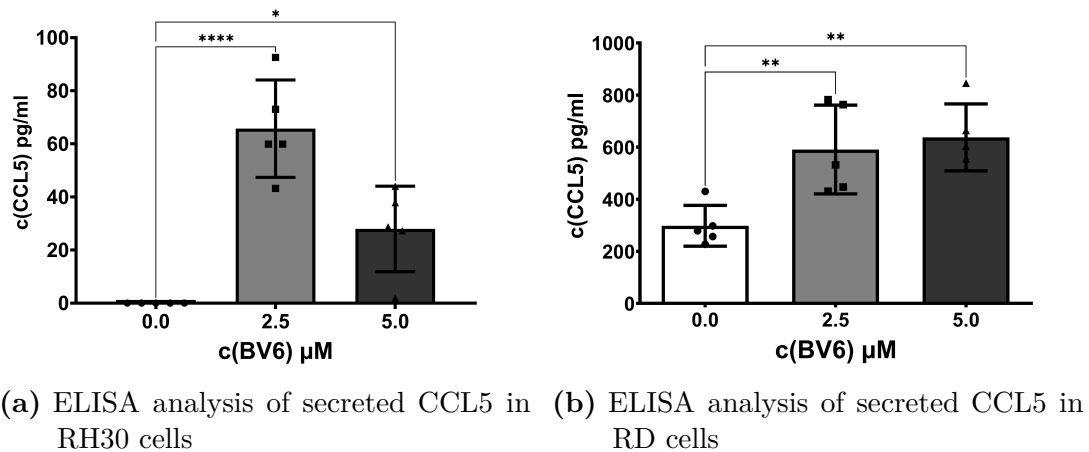 *
****
100
80
60
40
20
0
c(CCL5) pg/ml
0.0 2.5 5.0
c(BV6) µM
**
**
1000
800
600
400
200
0
c(CCL5) pg/ml
0.0 2.5 5.0
c(BV6) µM
(a) ELISA analysis of secreted CCL5 in
RH30 cells
(b) ELISA analysis of secreted CCL5 in
RD cells